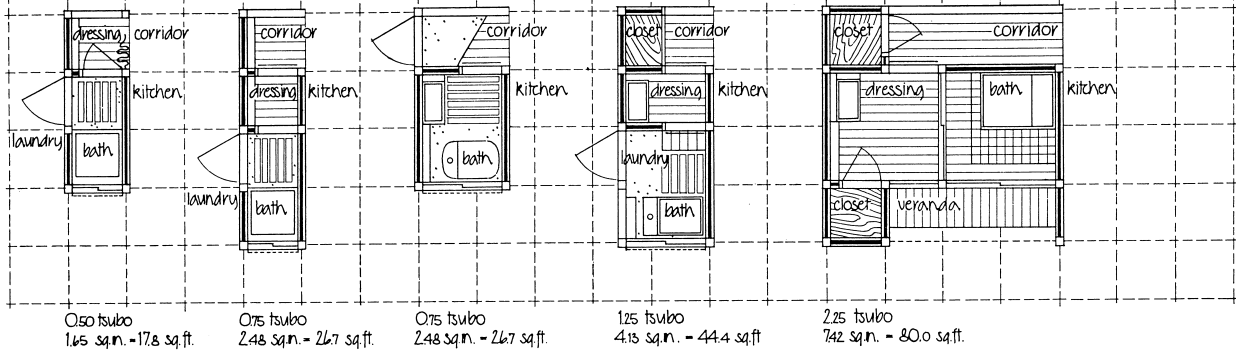 dressing corridor
kitchen
laundry
bath
0.50 tsubo
1.65 sq.m. = 17.8 sq.ft.
corridor
dressing kitchen
laundry
bath
0.75 tsubo
2.48 sq.m. = 26.7 sq.ft.
corridor
kitchen
bath
0.75 tsubo
2.48 sq.m. = 26.7 sq.ft.
closet corridor
dressing kitchen
laundry
bath
1.25 tsubo
4.13 sq.m. = 44.4 sq.ft
closet corridor
dressing bath kitchen
closet veranda
2.25 tsubo
7.42 sq.m. = 80.0 sq.ft.